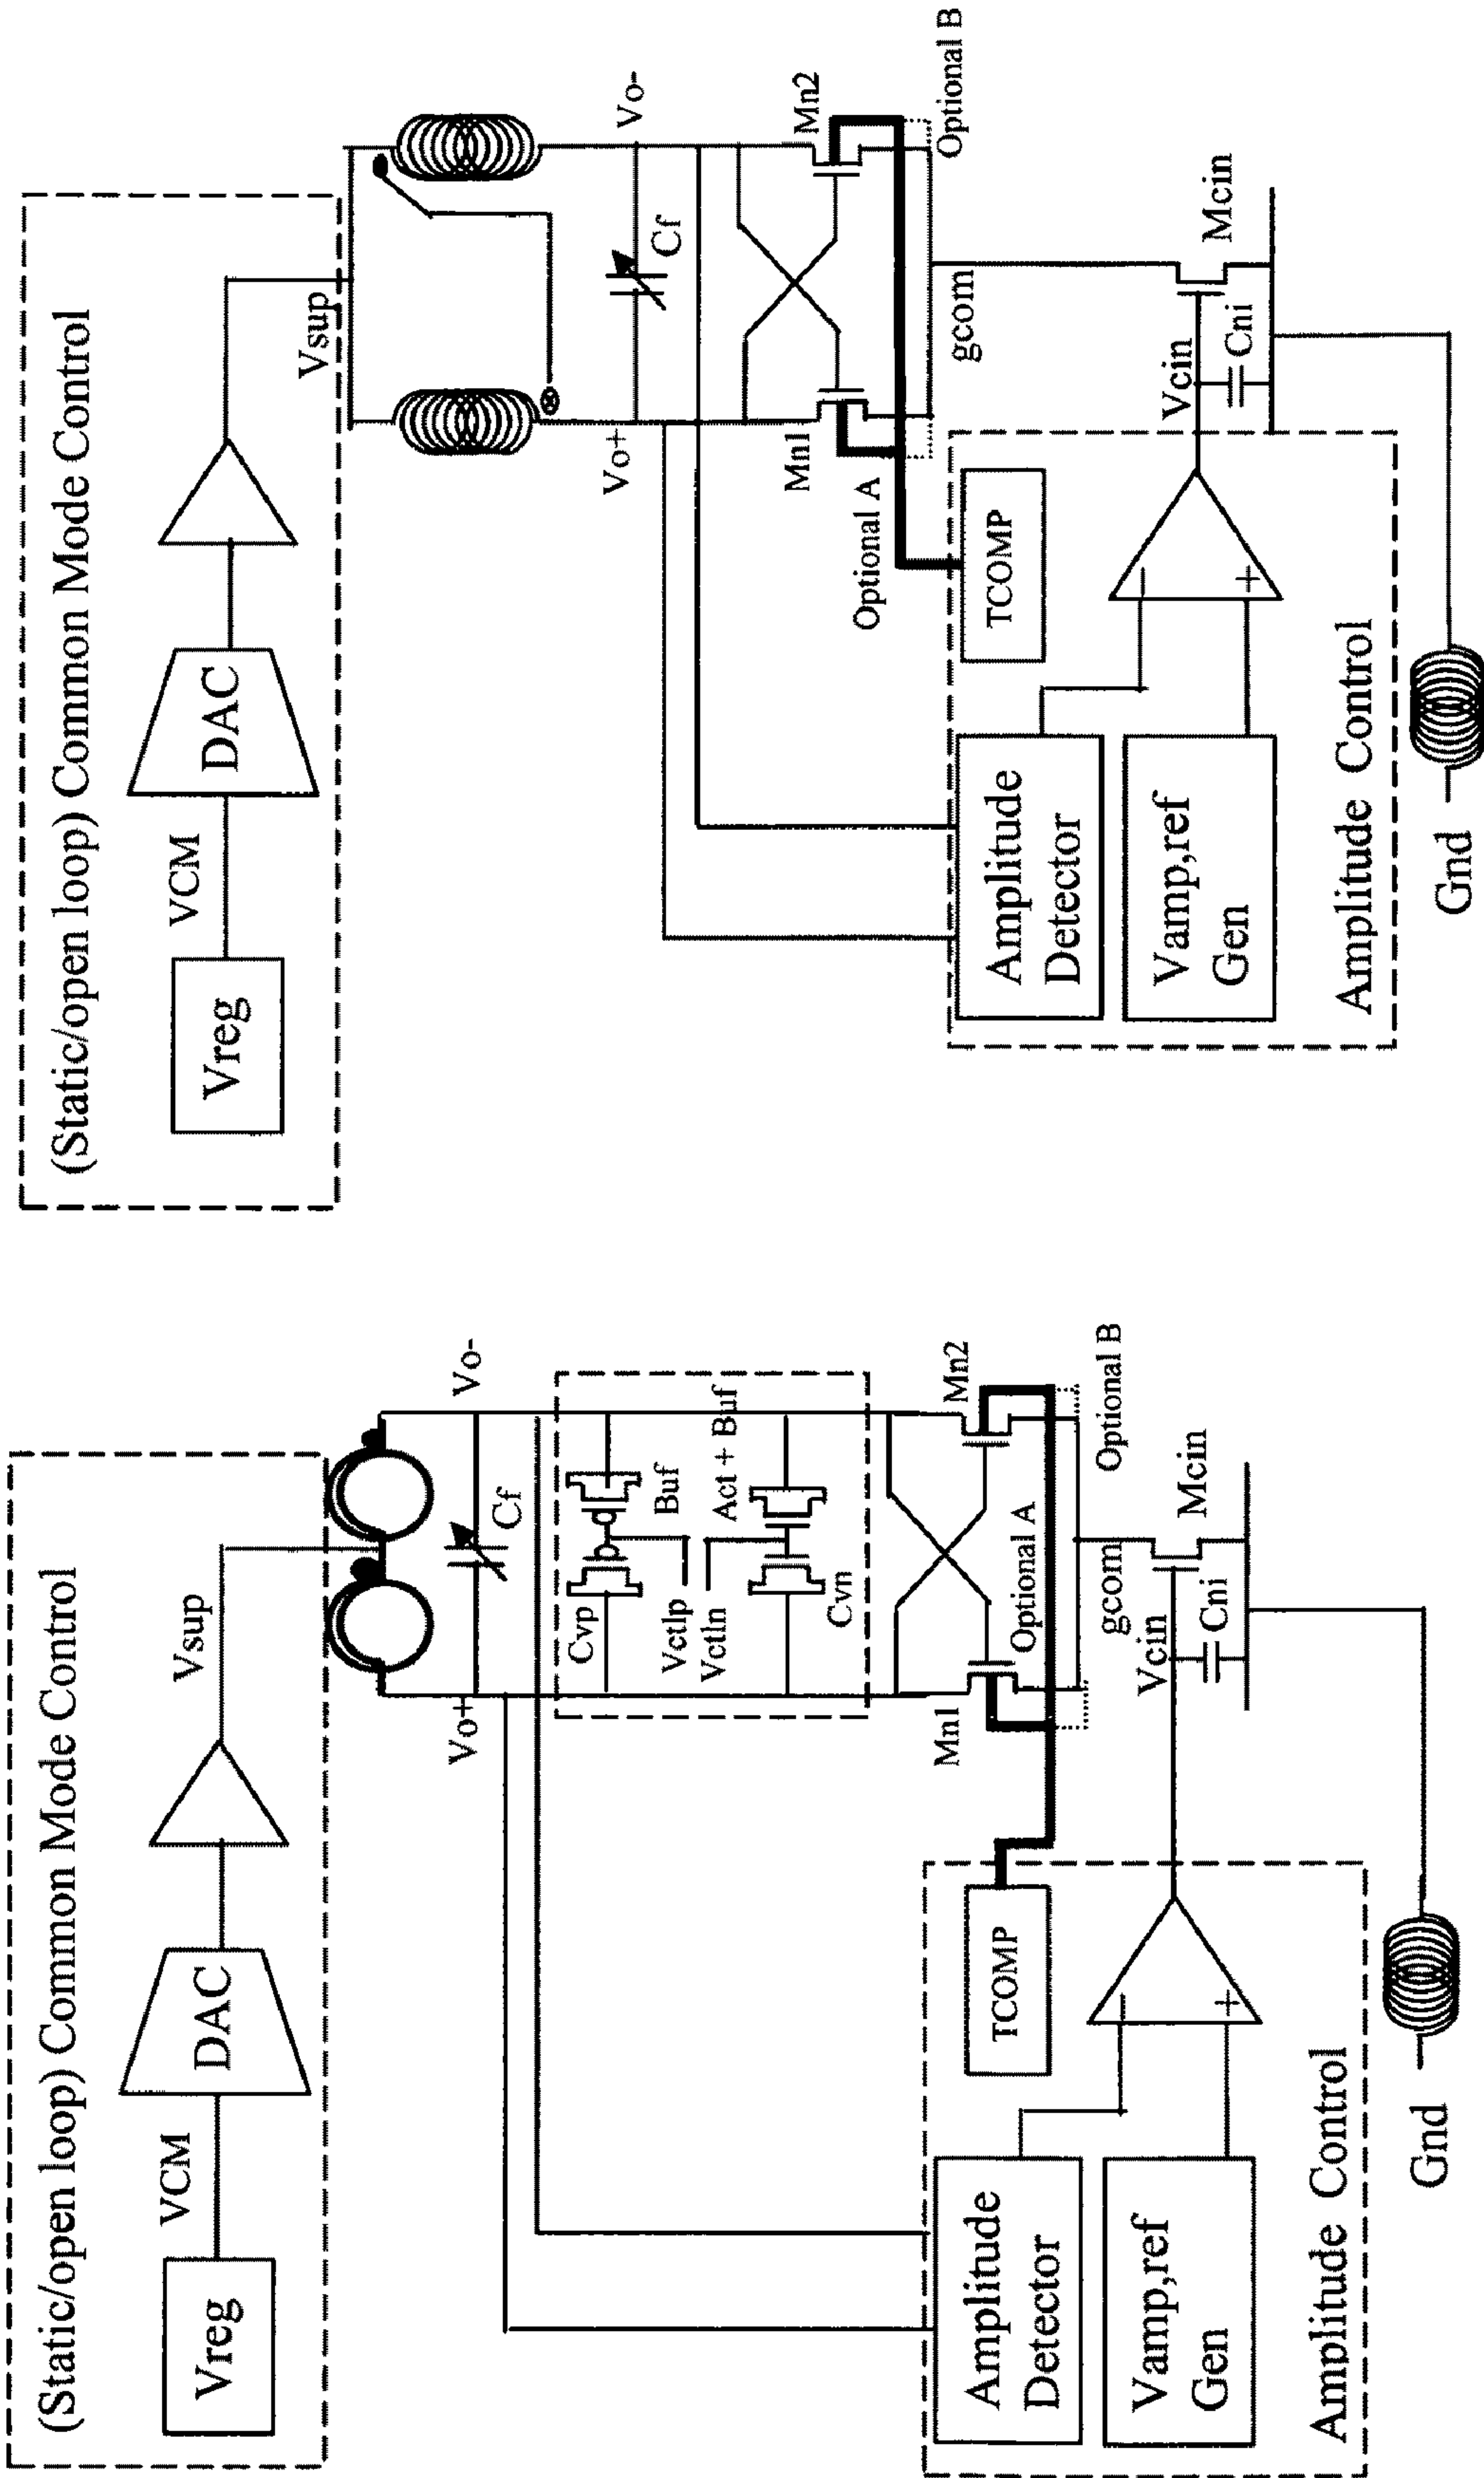 (Static/open loop) Common Mode Control
Vreg
VCM
DAC
Vsup
Vo+
Vo-
Cf
Cvp
Buf
Vctlp
Vctln
Act + Buf
Cvn
Mn1
Mn2
Optional A
Optional B
gcom
TCOMP
Amplitude
Detector
Vamp,ref
Gen
Amplitude Control
−
+
Vcin
Cni
Mcin
Gnd
(Static/open loop) Common Mode Control
Vreg
VCM
DAC
Vsup
Vo+
Vo-
Cf
Mn1
Mn2
Optional A
Optional B
gcom
TCOMP
Amplitude
Detector
Vamp,ref
Gen
Amplitude Control
−
+
Vcin
Cni
Mcin
Gnd